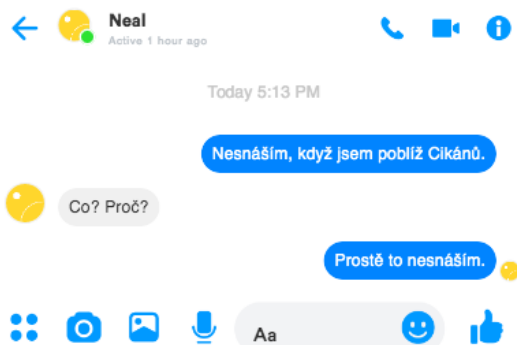 Neal
Active 1 hour ago
Today 5:13 PM
Nesnáším, když jsem poblíž Cikánů.
Co? Proč?
Prostě to nesnáším.
Aa